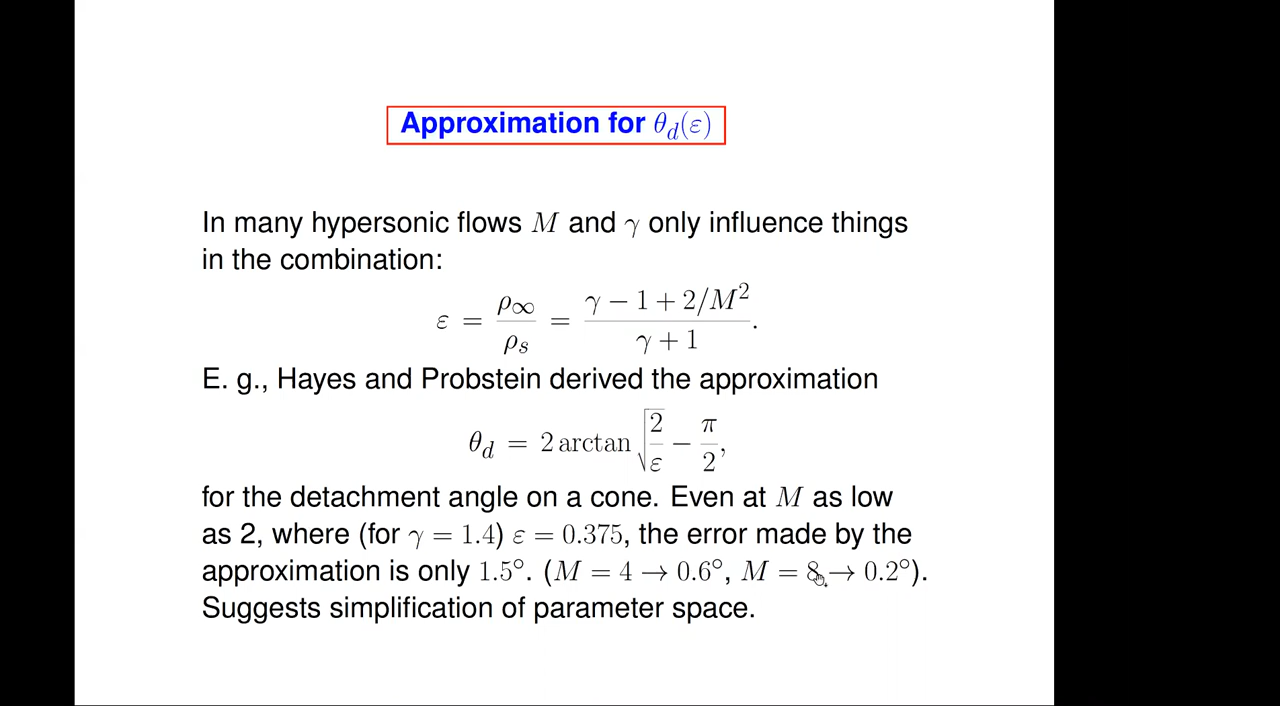 Approximation for θ_d(ε)
In many hypersonic flows M and γ only influence things
in the combination:
ε = ρ∞/ρ_s = (γ − 1 + 2/M²)/(γ + 1).
E. g., Hayes and Probstein derived the approximation
θ_d = 2 arctan √(2/ε) − π/2,
for the detachment angle on a cone. Even at M as low
as 2, where (for γ = 1.4) ε = 0.375, the error made by the
approximation is only 1.5°. (M = 4 → 0.6°, M = 8 → 0.2°).
Suggests simplification of parameter space.